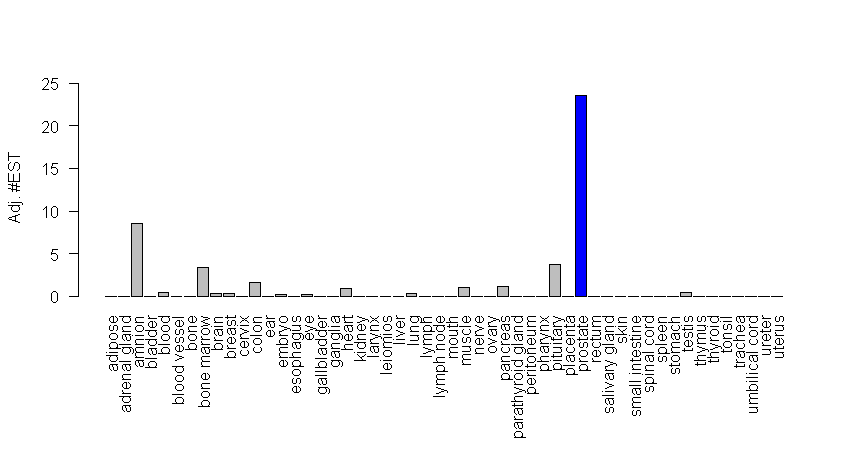 25
20
15
10
5
0
Adj. #EST
adipose
adrenal gland
amnion
bladder
blood
blood vessel
bone
bone marrow
brain
breast
cervix
colon
ear
embryo
esophagus
eye
gallbladder
ganglia
heart
kidney
larynx
leiomios
liver
lung
lymph
lymph node
mouth
muscle
nerve
ovary
pancreas
parathyroid gland
peritoneum
pharynx
pituitary
placenta
prostate
rectum
salivary gland
skin
small intestine
spinal cord
spleen
stomach
testis
thymus
thyroid
tonsil
trachea
umbilical cord
ureter
uterus